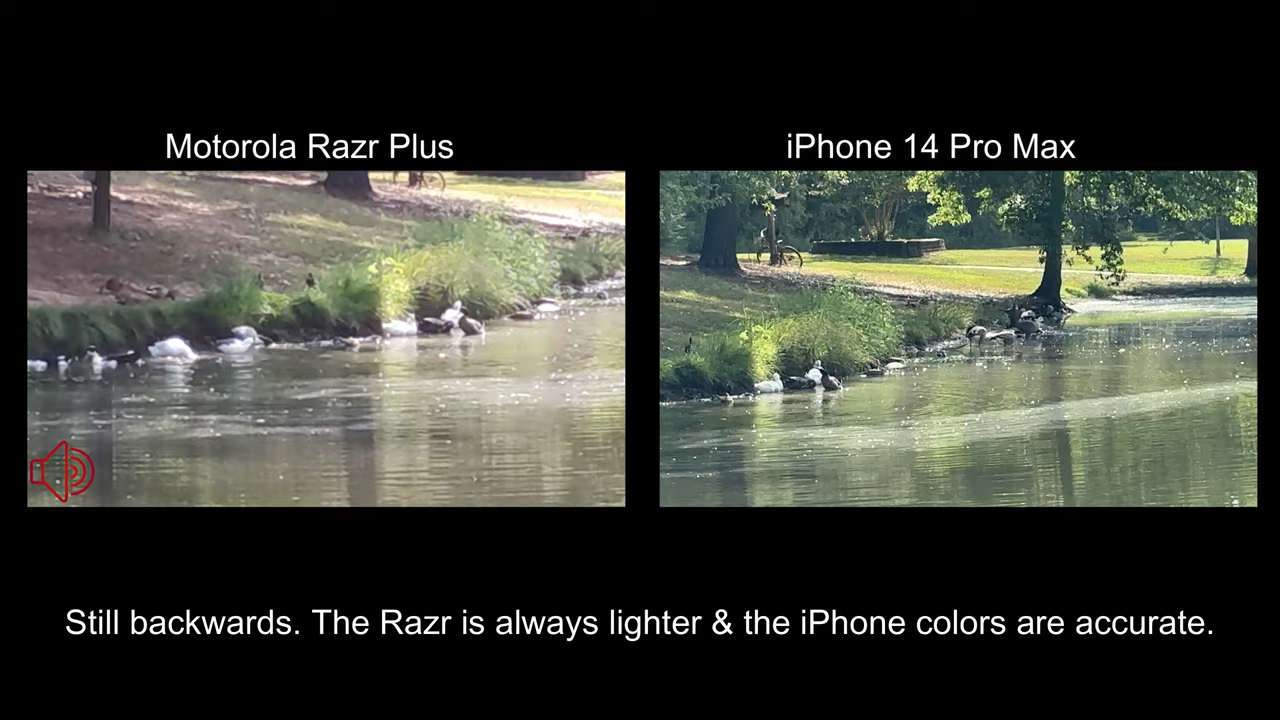 Motorola Razr Plus
iPhone 14 Pro Max
Still backwards. The Razr is always lighter & the iPhone colors are accurate.